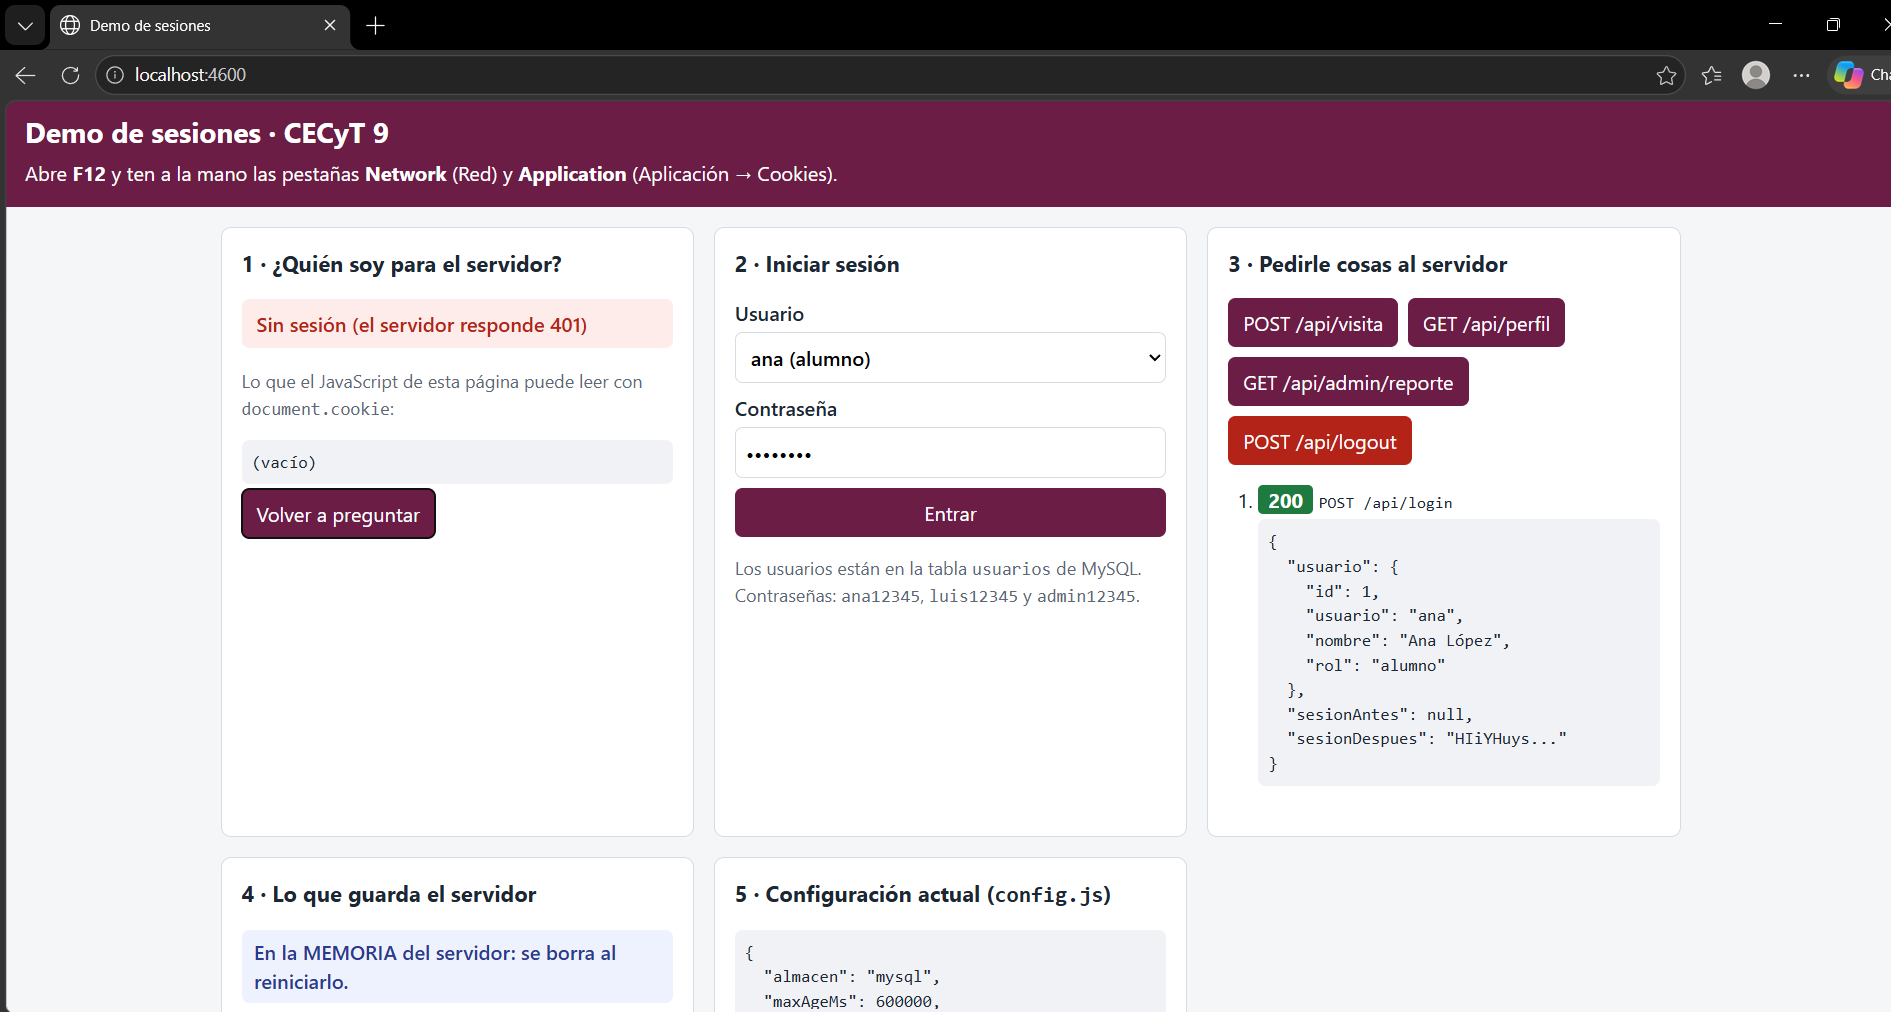 Demo de sesiones
localhost:4600
Demo de sesiones · CECyT 9
Abre F12 y ten a la mano las pestañas Network (Red) y Application (Aplicación → Cookies).
1 · ¿Quién soy para el servidor?
Sin sesión (el servidor responde 401)
Lo que el JavaScript de esta página puede leer con
document.cookie:
(vacío)
Volver a preguntar
2 · Iniciar sesión
Usuario
ana (alumno)
Contraseña
••••••••
Entrar
Los usuarios están en la tabla usuarios de MySQL.
Contraseñas: ana12345, luis12345 y admin12345.
3 · Pedirle cosas al servidor
POST /api/visita
GET /api/perfil
GET /api/admin/reporte
POST /api/logout
1. 200 POST /api/login
{
"usuario": {
"id": 1,
"usuario": "ana",
"nombre": "Ana López",
"rol": "alumno"
},
"sesionAntes": null,
"sesionDespues": "HIiYHuys..."
}
4 · Lo que guarda el servidor
En la MEMORIA del servidor: se borra al
reiniciarlo.
5 · Configuración actual (config.js)
{
"almacen": "mysql",
"maxAgeMs": 600000,